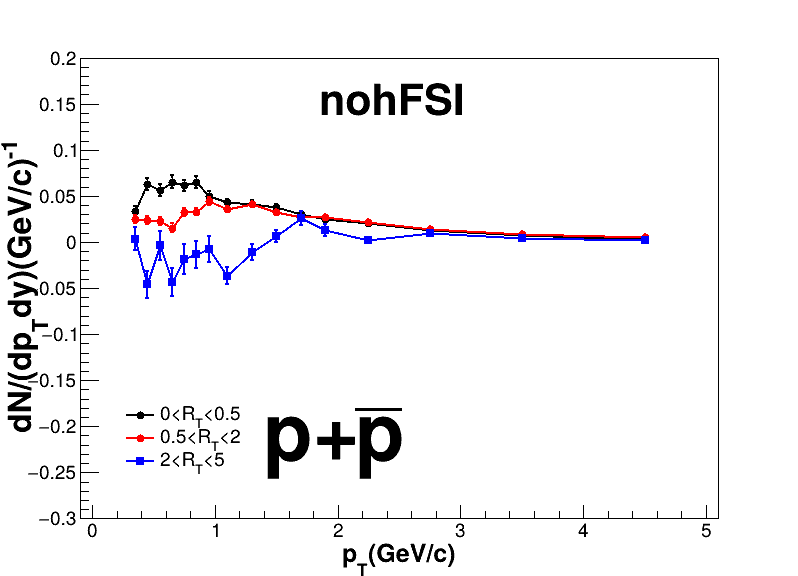 nohFSI
dN/(dp_T dy)(GeV/c)^-1
0.2
0.15
0.1
0.05
0
−0.05
−0.1
−0.15
−0.2
−0.25
−0.3
0<R_T<0.5
0.5<R_T<2
2<R_T<5
p+p̅
0 1 2 3 4 5
p_T(GeV/c)